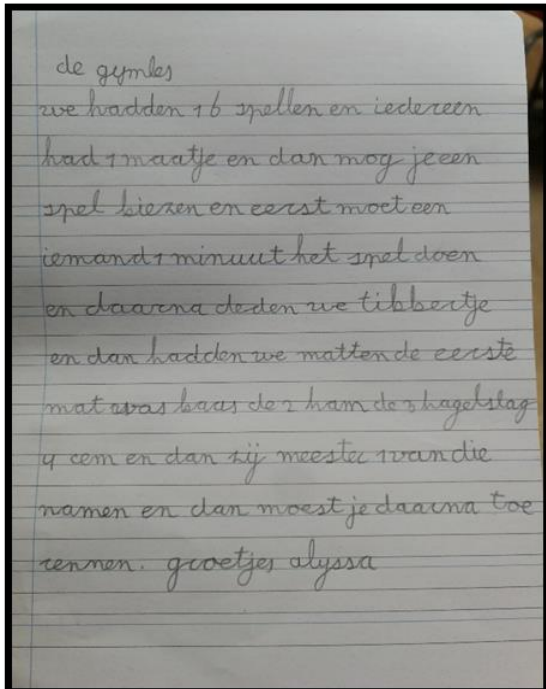 de gymles
we hadden 16 spellen en iedereen
had 1 maatje en dan mog je een
spel kiezen en eerst moet een
iemand 1 minuut het spel doen
en daarna deden we tikkertje
en dan hadden we matten de eerste
mat was kaas de 2 ham de 3 hagelslag
4 cem en dan zij meester 1 van die
namen en dan moest je daarna toe
rennen. groetjes alyssa